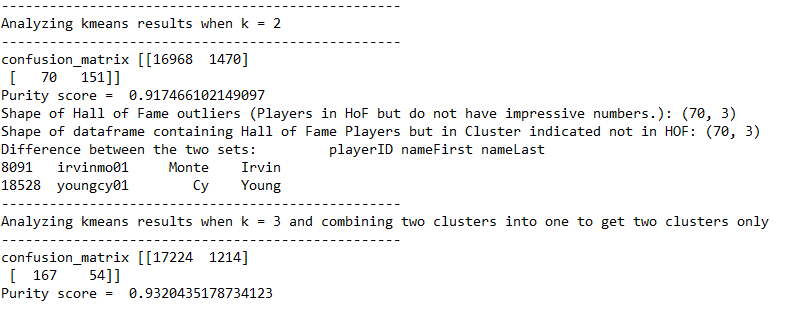 --------------------------------------------------
Analyzing kmeans results when k = 2
--------------------------------------------------
confusion_matrix [[16968  1470]
 [   70   151]]
Purity score =  0.917466102149097
Shape of Hall of Fame outliers (Players in HoF but do not have impressive numbers.): (70, 3)
Shape of dataframe containing Hall of Fame Players but in Cluster indicated not in HOF: (70, 3)
Difference between the two sets:         playerID nameFirst nameLast
8091   irvinmo01     Monte    Irvin
18528  youngcy01        Cy    Young
--------------------------------------------------
Analyzing kmeans results when k = 3 and combining two clusters into one to get two clusters only
--------------------------------------------------
confusion_matrix [[17224  1214]
 [  167    54]]
Purity score =  0.9320435178734123